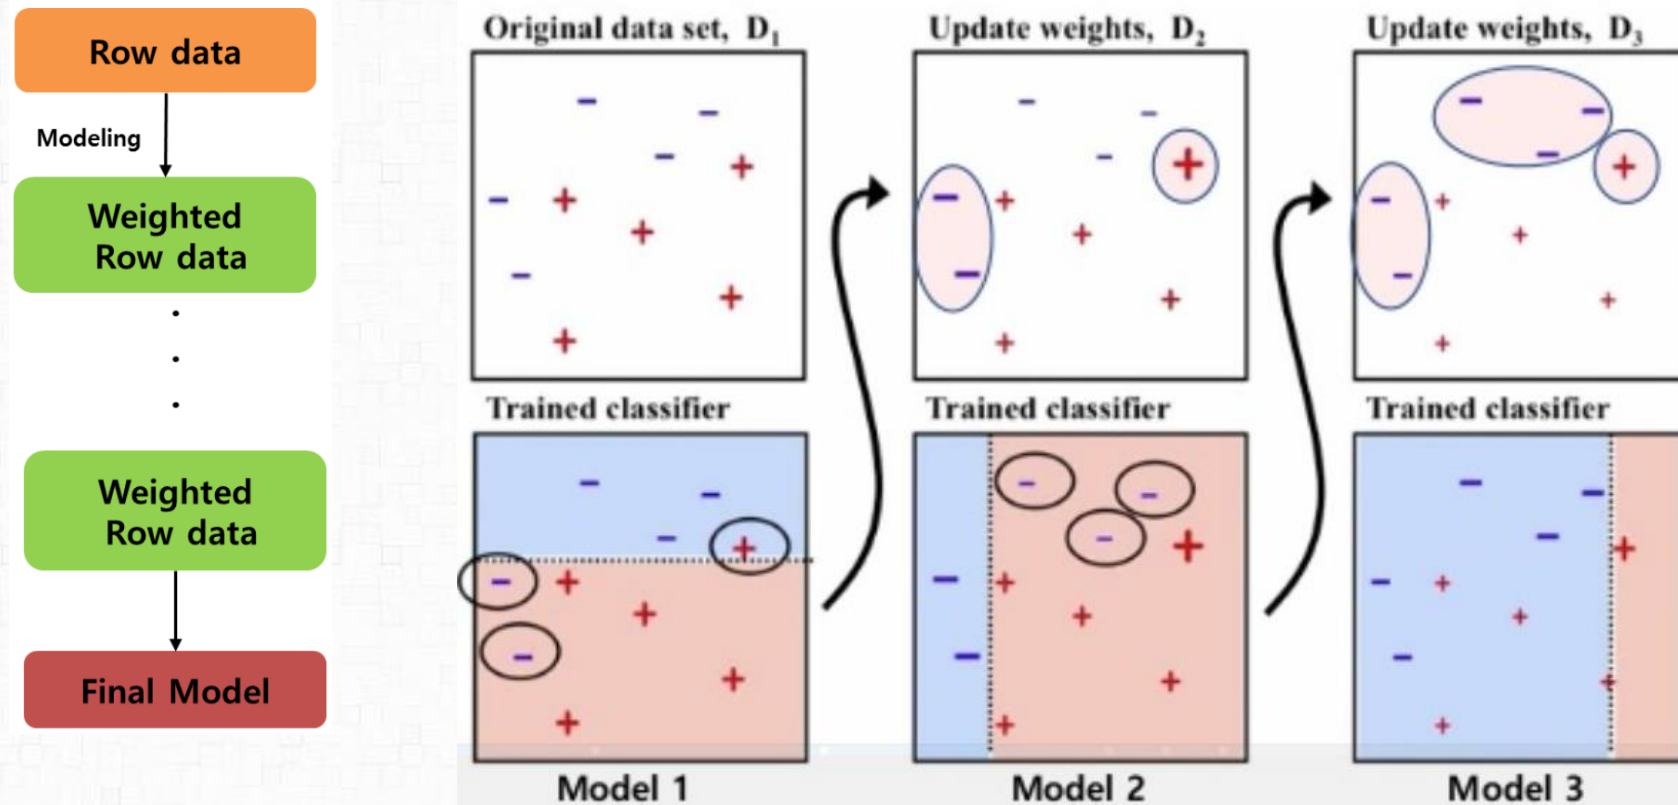 Row data
Modeling
Weighted
Row data
.
.
.
Weighted
Row data
Final Model
Original data set, D1
Update weights, D2
Update weights, D3
Trained classifier
Trained classifier
Trained classifier
Model 1
Model 2
Model 3